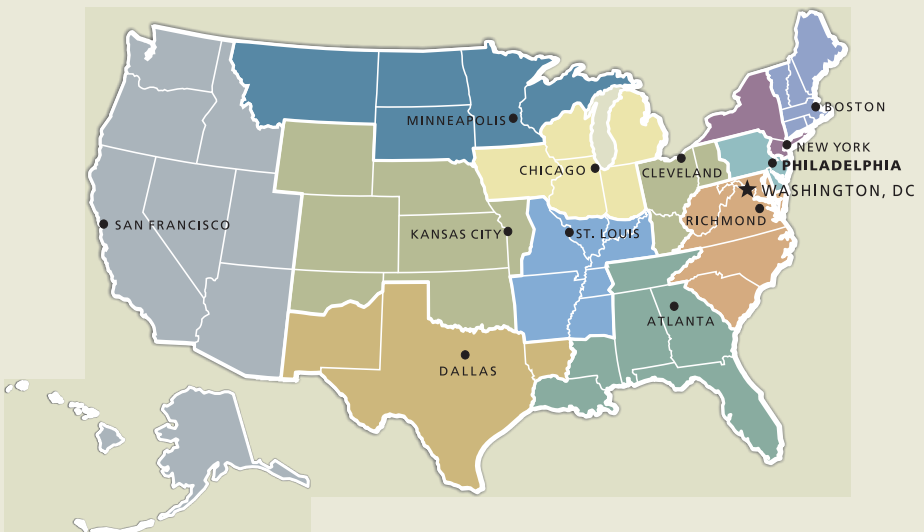 BOSTON
MINNEAPOLIS
NEW YORK
PHILADELPHIA
CHICAGO
CLEVELAND
WASHINGTON, DC
SAN FRANCISCO
RICHMOND
KANSAS CITY
ST. LOUIS
ATLANTA
DALLAS